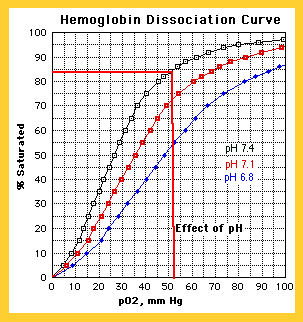 Hemoglobin Dissociation Curve
% Saturated
100
90
80
70
60
50
40
30
20
10
0
pH 7.4
pH 7.1
pH 6.8
Effect of pH
0 10 20 30 40 50 60 70 80 90 100
pO2, mm Hg